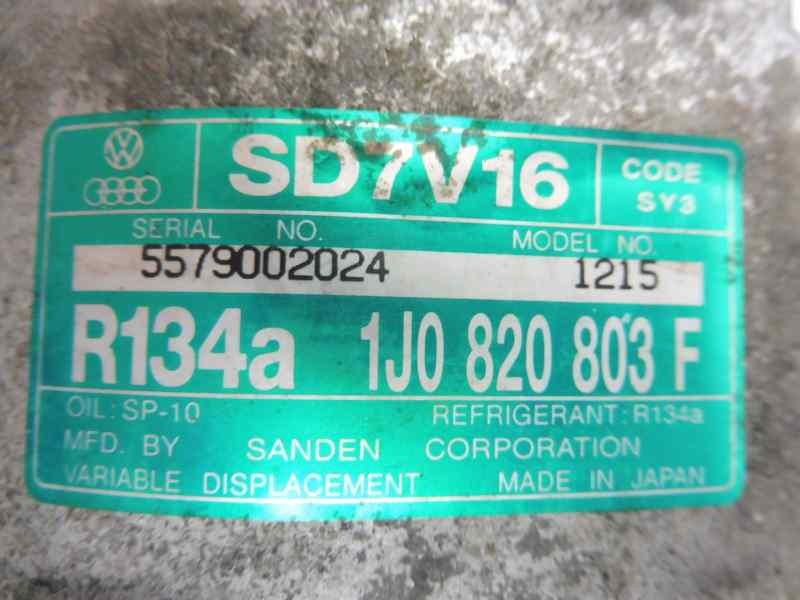 SD7V16
CODE
SY3
SERIAL NO. MODEL NO.
5579002024 1215
R134a 1J0 820 803 F
OIL: SP-10 REFRIGERANT: R134a
MFD. BY SANDEN CORPORATION
VARIABLE DISPLACEMENT MADE IN JAPAN